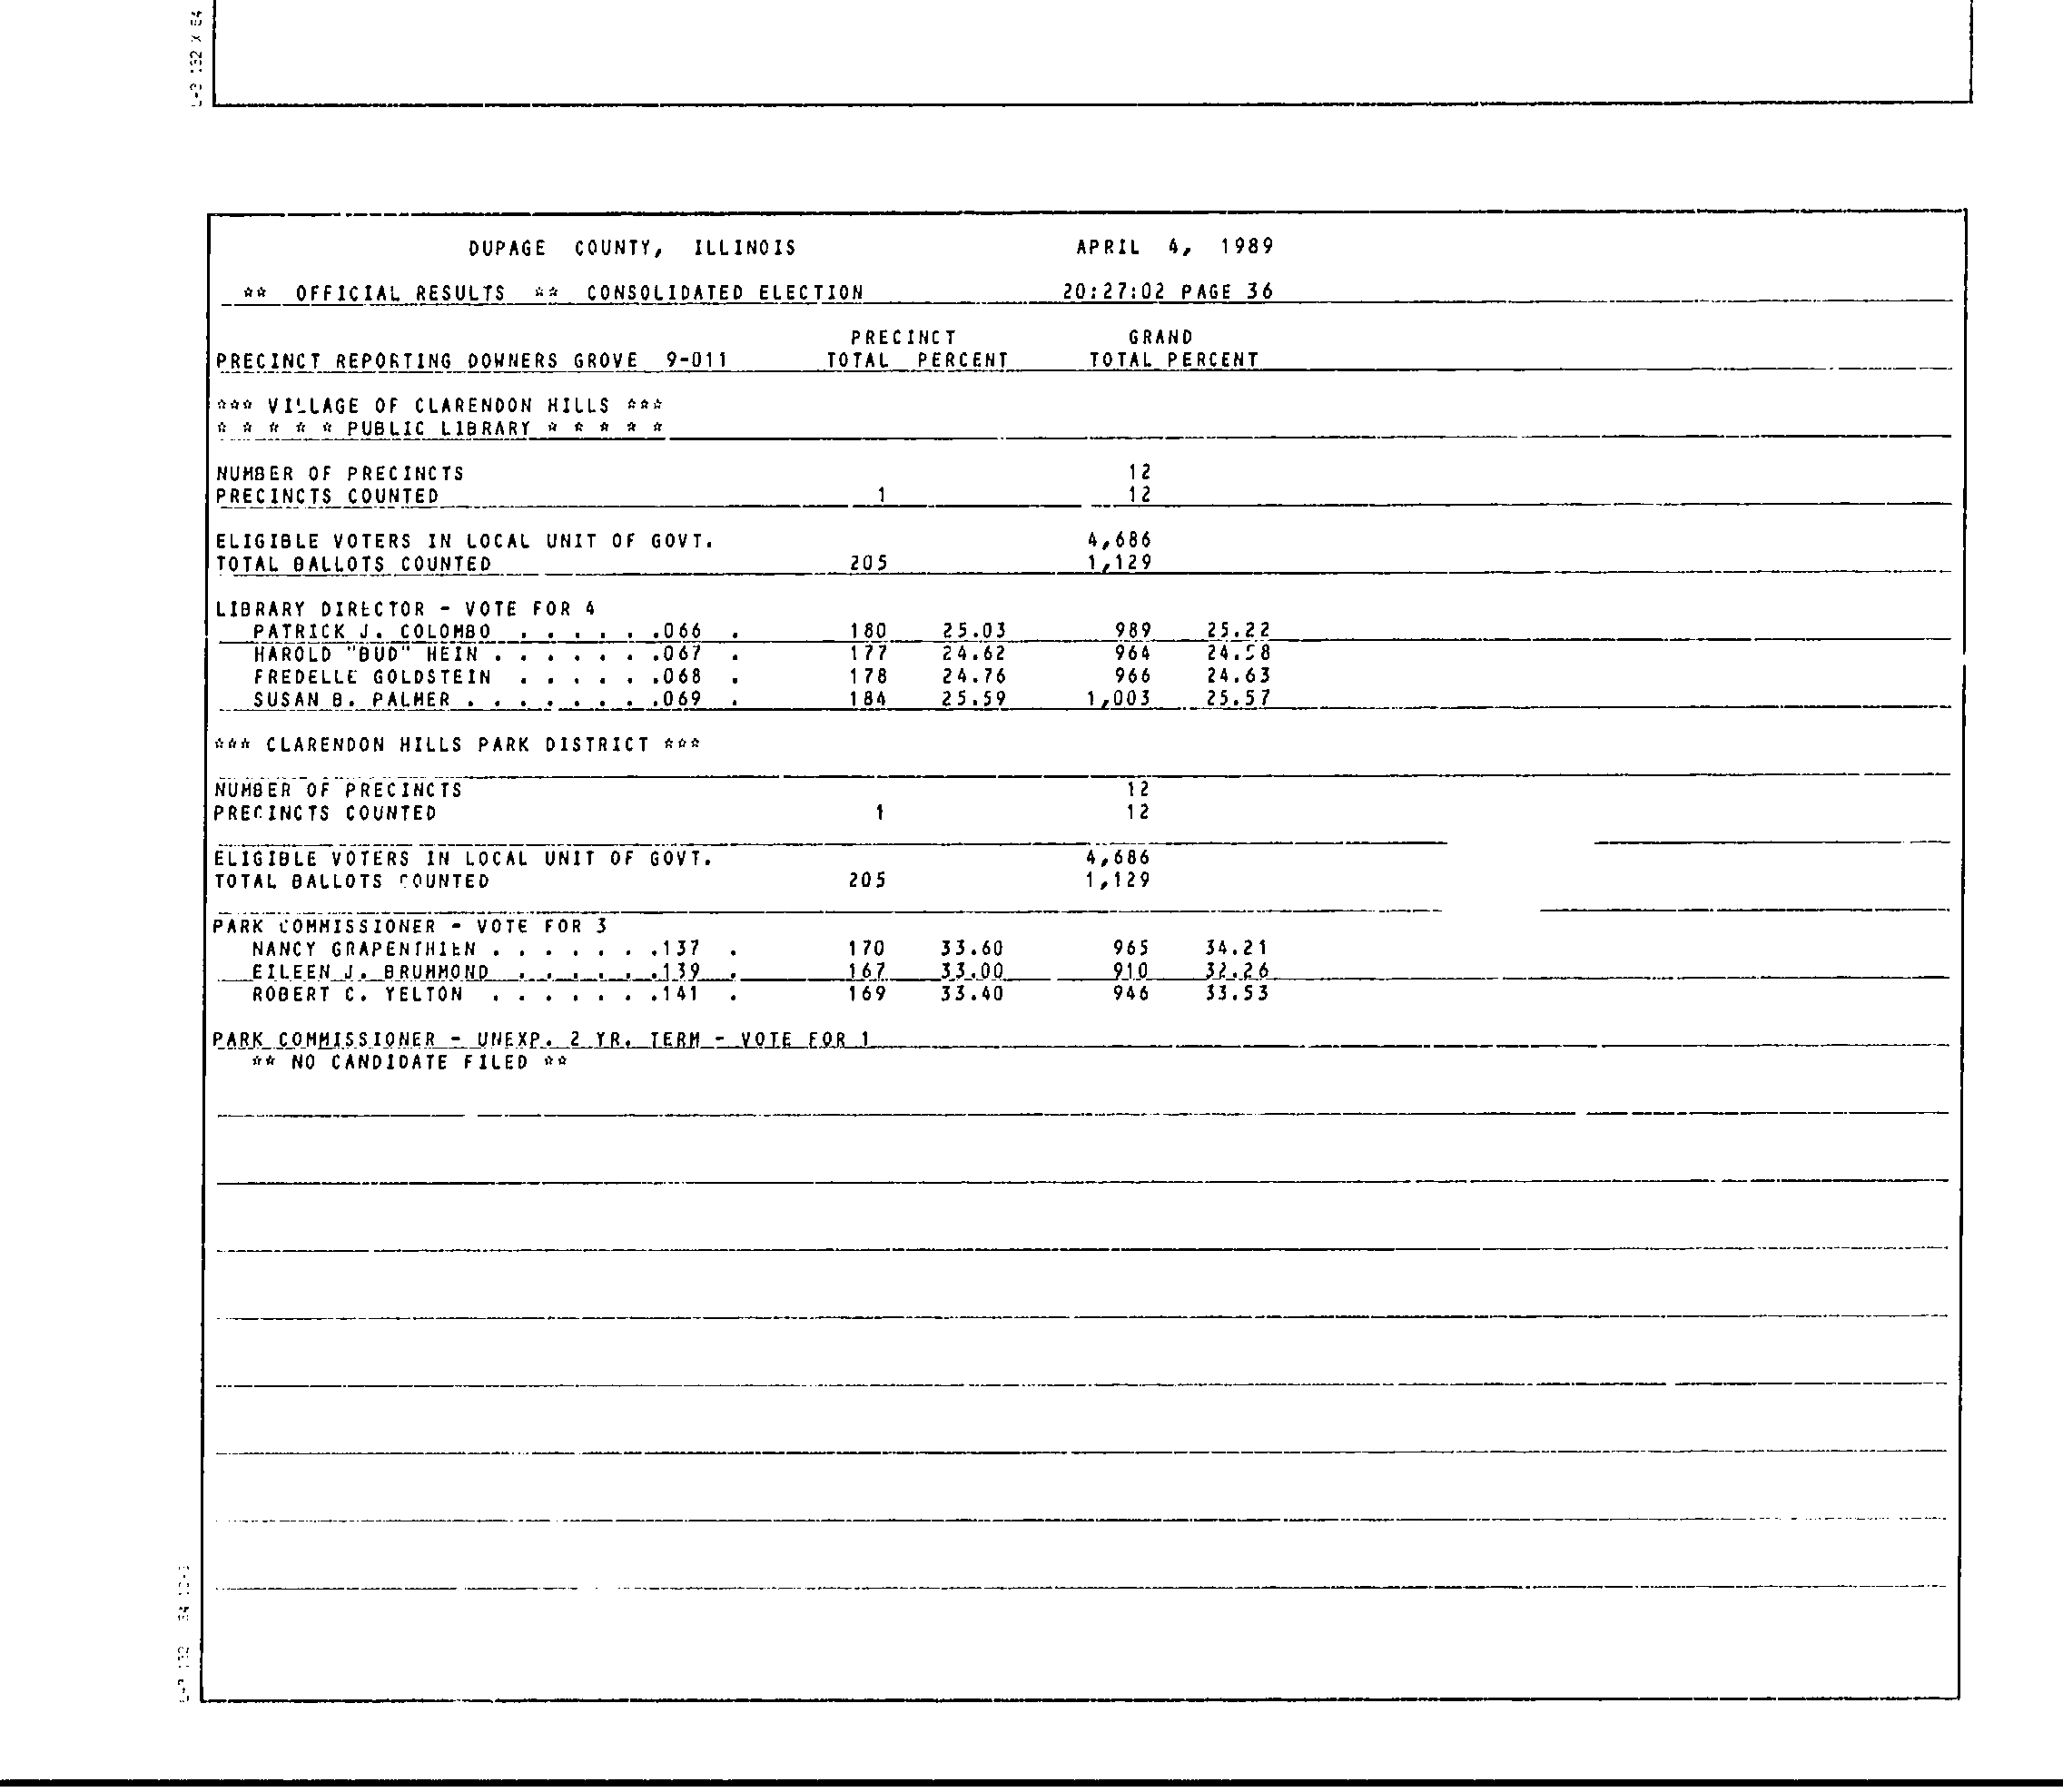 DUPAGE COUNTY, ILLINOIS APRIL 4, 1989
** OFFICIAL RESULTS ** CONSOLIDATED ELECTION 20:27:02 PAGE 36
PRECINCT GRAND
PRECINCT REPORTING DOWNERS GROVE 9-011 TOTAL PERCENT TOTAL PERCENT
*** VILLAGE OF CLARENDON HILLS ***
* * * * * PUBLIC LIBRARY * * * * *
NUMBER OF PRECINCTS 12
PRECINCTS COUNTED 1 12
ELIGIBLE VOTERS IN LOCAL UNIT OF GOVT. 4,686
TOTAL BALLOTS COUNTED 205 1,129
LIBRARY DIRECTOR - VOTE FOR 4
PATRICK J. COLOMBO . . . . . .066 . 180 25.03 989 25.22
HAROLD "BUD" HEIN . . . . . . .067 . 177 24.62 964 24.58
FREDELLE GOLDSTEIN . . . . . .068 . 178 24.76 966 24.63
SUSAN B. PALMER . . . . . . . .069 . 184 25.59 1,003 25.57
*** CLARENDON HILLS PARK DISTRICT ***
NUMBER OF PRECINCTS 12
PRECINCTS COUNTED 1 12
ELIGIBLE VOTERS IN LOCAL UNIT OF GOVT. 4,686
TOTAL BALLOTS COUNTED 205 1,129
PARK COMMISSIONER - VOTE FOR 3
NANCY GRAPENTHIEN . . . . . . .137 . 170 33.60 965 34.21
EILEEN J. BRUMMOND . . . . . .139 . 167 33.00 910 32.26
ROBERT C. YELTON . . . . . . .141 . 169 33.40 946 33.53
PARK COMMISSIONER - UNEXP. 2 YR. TERM - VOTE FOR 1
** NO CANDIDATE FILED **